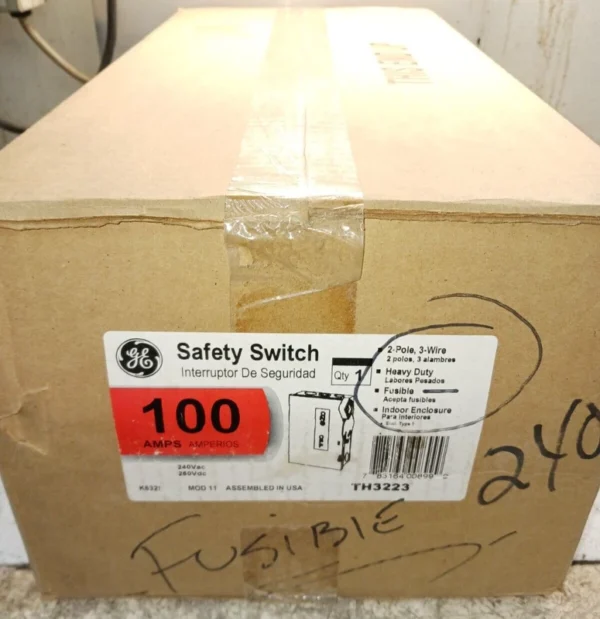 GE
Safety Switch
Interruptor De Seguridad
Qty 1
2-Pole, 3-Wire
2 polos, 3 alambres
Heavy Duty
Labores Pesados
Fusible
Acepta fusibles
Indoor Enclosure
Para Interiores
100
AMPS AMPERIOS
240Vac
250Vdc
MOD 11 ASSEMBLED IN USA
TH3223
240
FUSIBLE